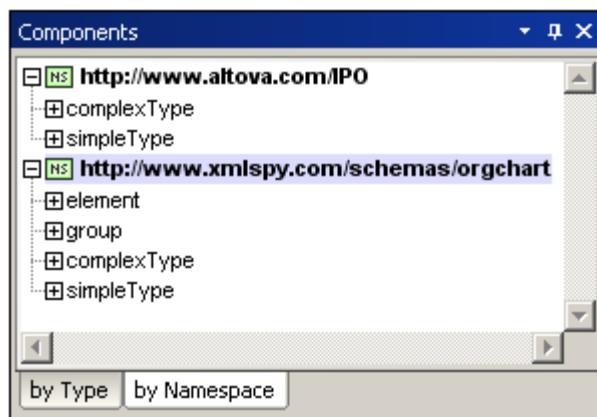 Components
NS http://www.altova.com/IPO
complexType
simpleType
NS http://www.xmlspy.com/schemas/orgchart
element
group
complexType
simpleType
by Type by Namespace